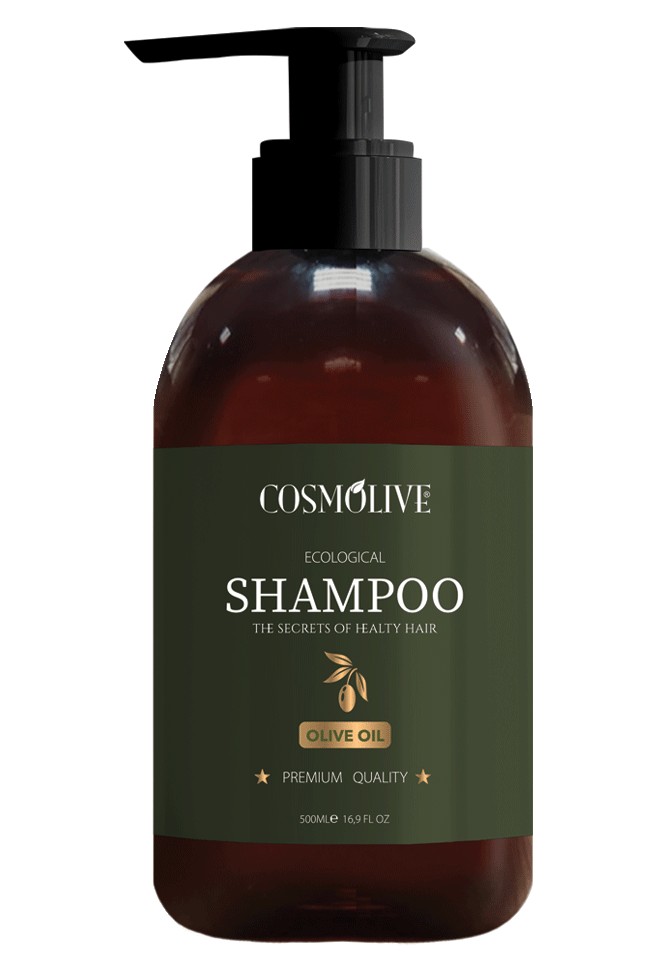 COSMOLIVE®
ECOLOGICAL
SHAMPOO
THE SECRETS OF HEALTY HAIR
OLIVE OIL
★ PREMIUM QUALITY ★
500ML℮ 16,9 FL OZ